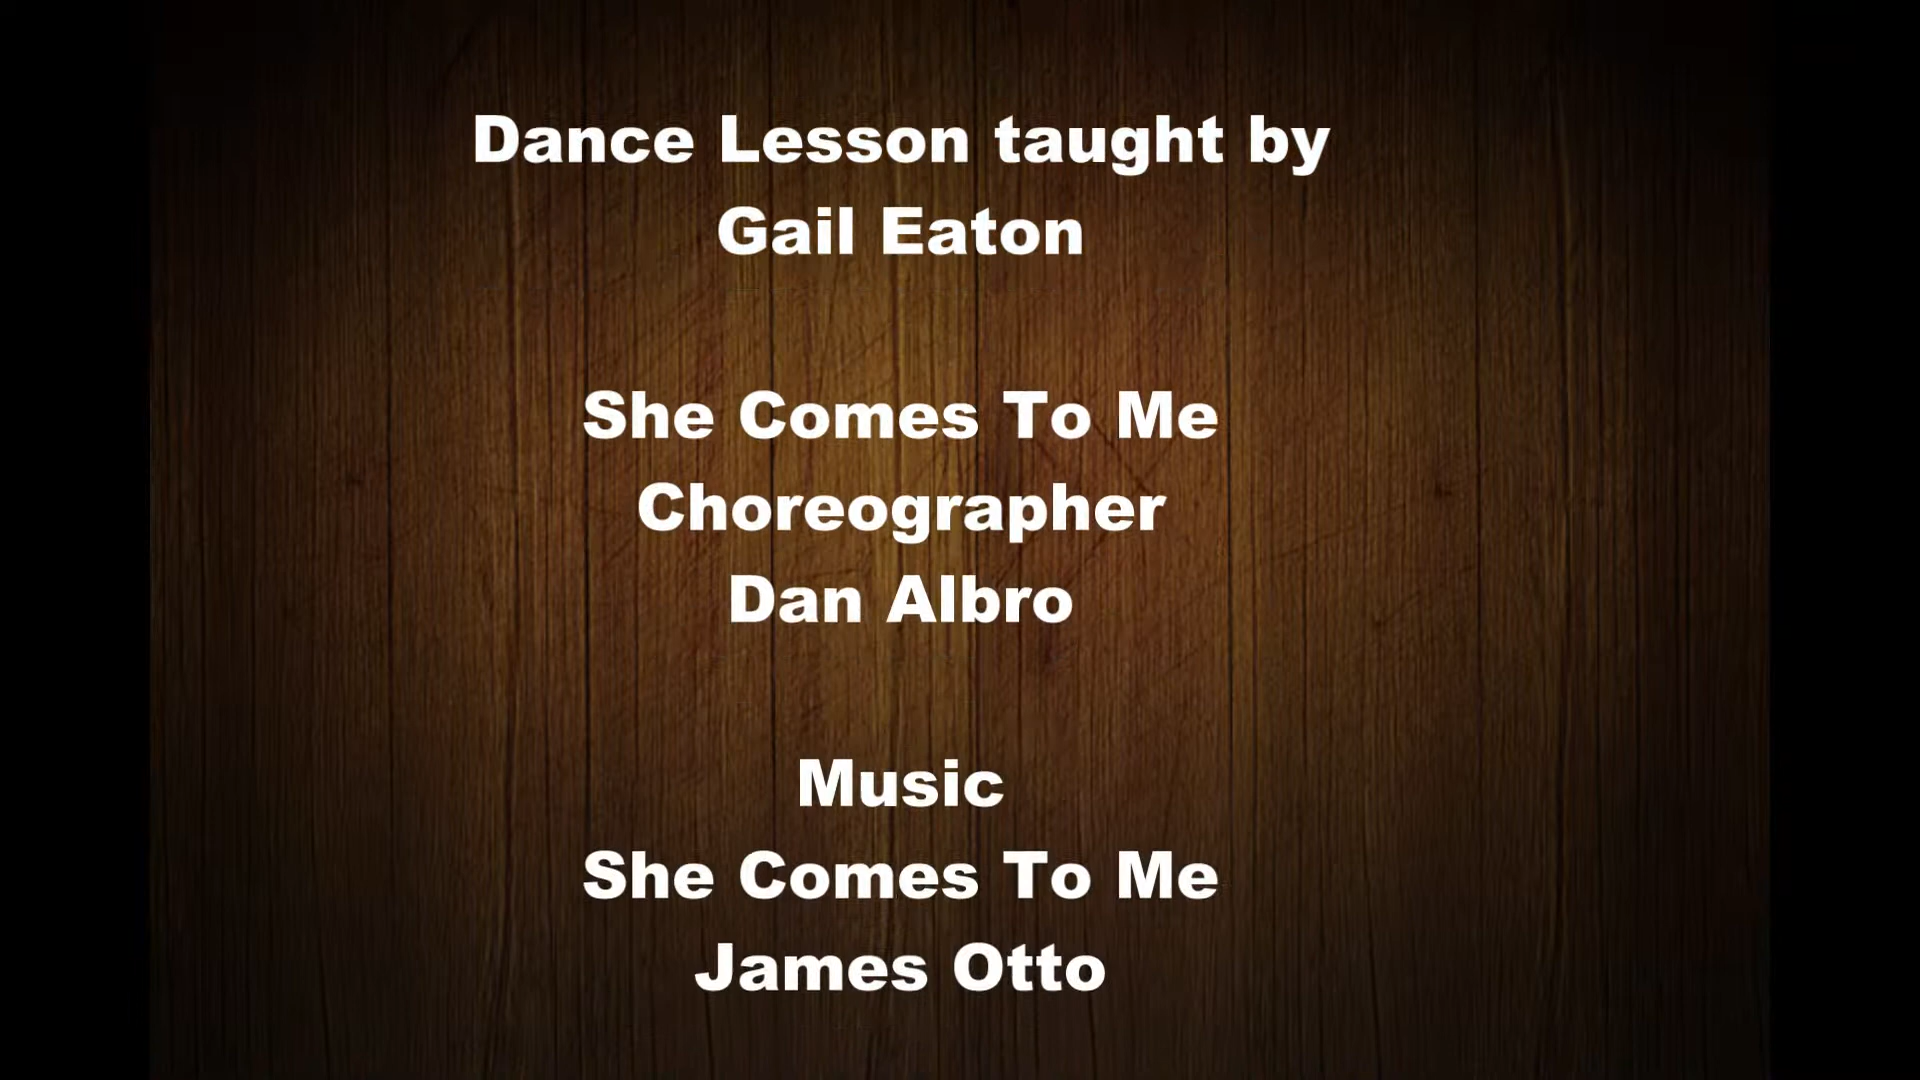 Dance Lesson taught by
Gail Eaton
She Comes To Me
Choreographer
Dan Albro
Music
She Comes To Me
James Otto